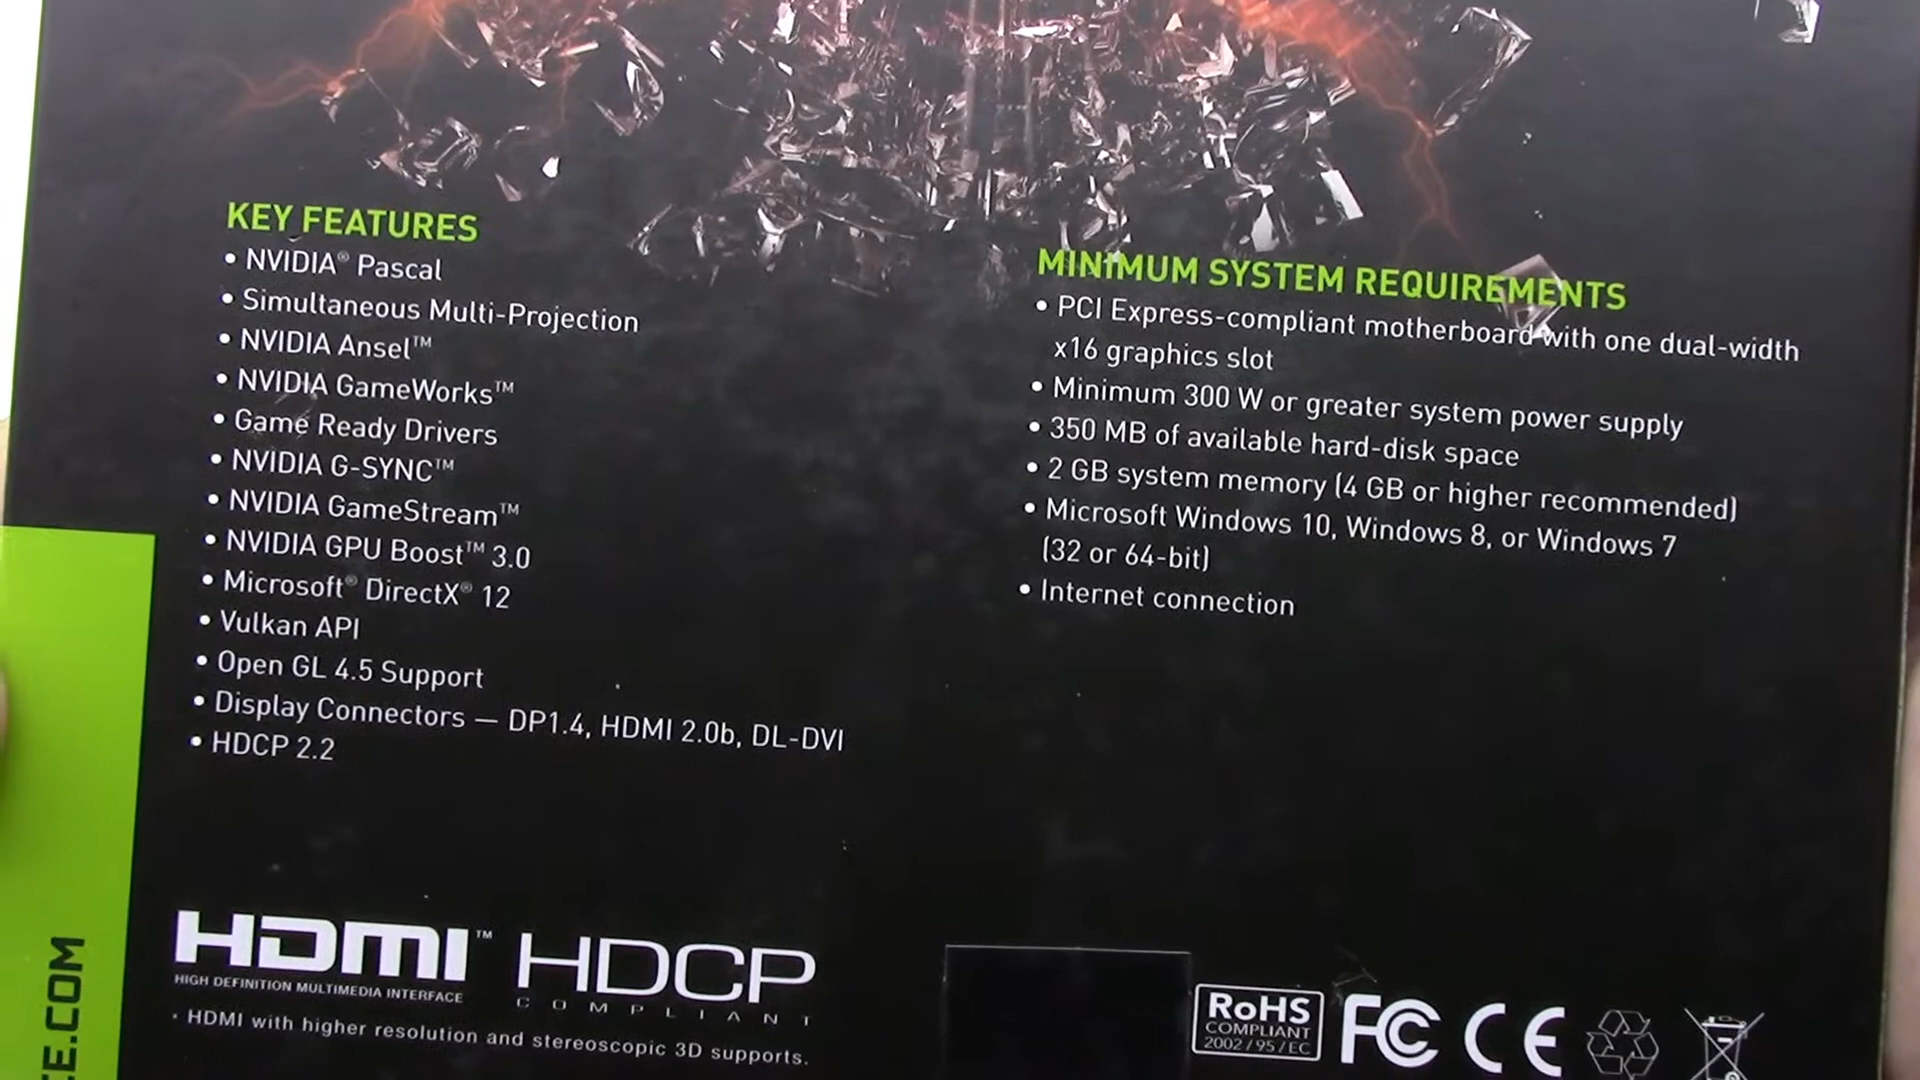 KEY FEATURES
• NVIDIA® Pascal
• Simultaneous Multi-Projection
• NVIDIA Ansel™
• NVIDIA GameWorks™
• Game Ready Drivers
• NVIDIA G-SYNC™
• NVIDIA GameStream™
• NVIDIA GPU Boost™ 3.0
• Microsoft® DirectX® 12
• Vulkan API
• Open GL 4.5 Support
• Display Connectors — DP1.4, HDMI 2.0b, DL-DVI
• HDCP 2.2
MINIMUM SYSTEM REQUIREMENTS
• PCI Express-compliant motherboard with one dual-width
x16 graphics slot
• Minimum 300 W or greater system power supply
• 350 MB of available hard-disk space
• 2 GB system memory (4 GB or higher recommended)
• Microsoft Windows 10, Windows 8, or Windows 7
(32 or 64-bit)
• Internet connection
HDMI™
HIGH DEFINITION MULTIMEDIA INTERFACE
HDCP
COMPLIANT
• HDMI with higher resolution and stereoscopic 3D supports.
RoHS
COMPLIANT
2002/95/EC
FC
CE
CE.COM